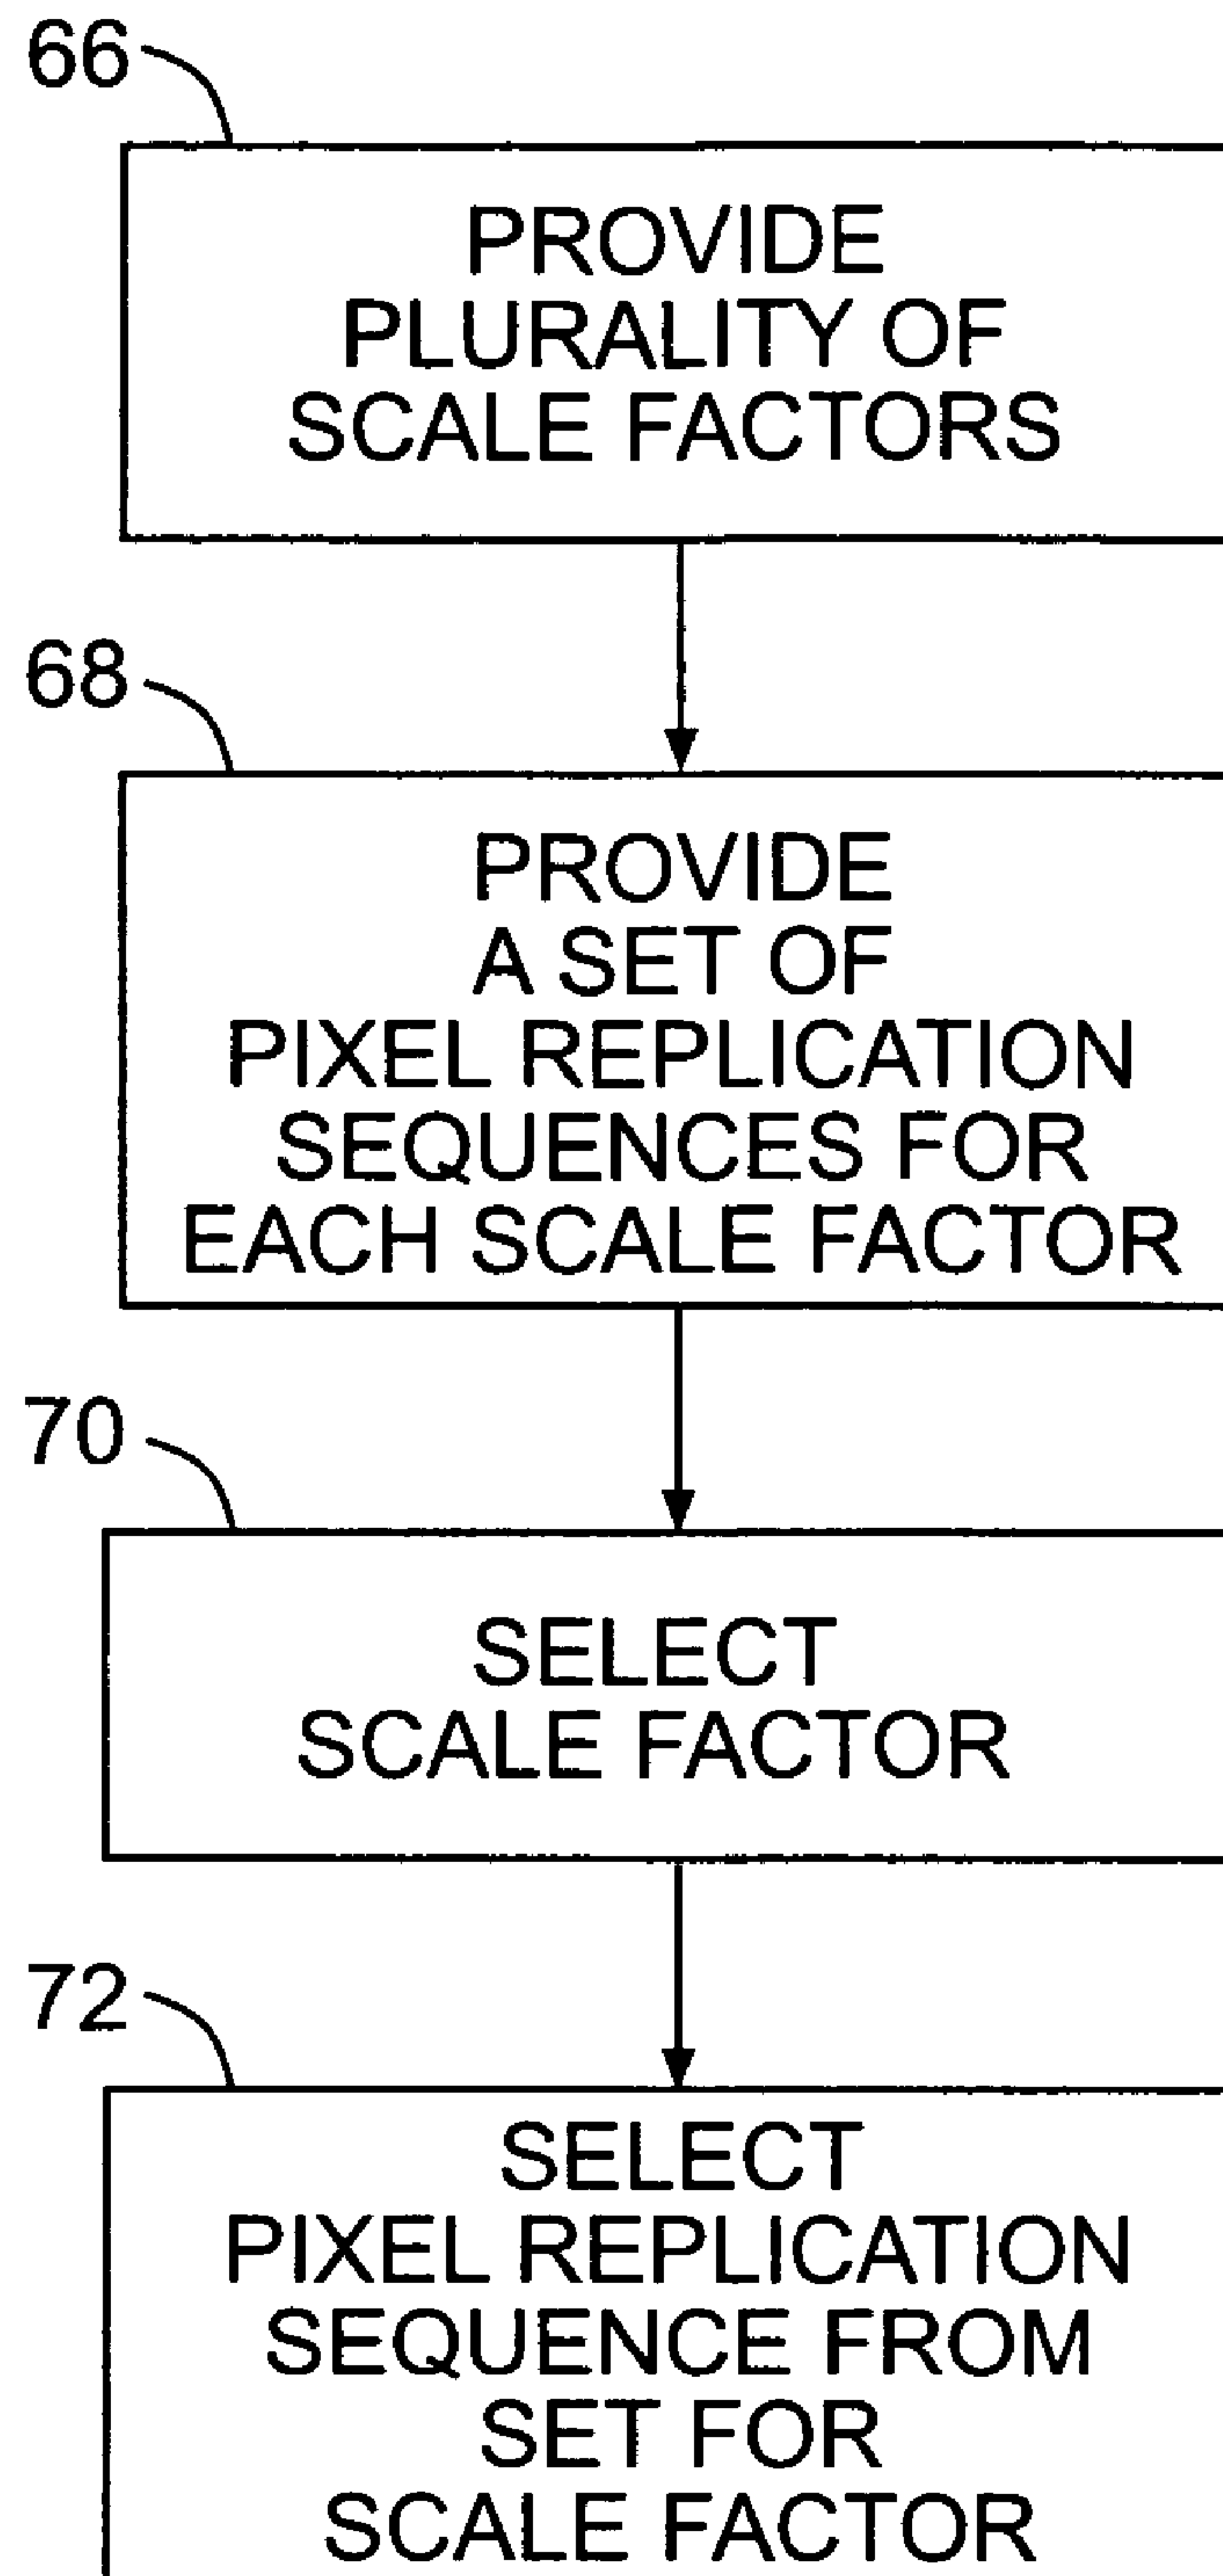 66
PROVIDE
PLURALITY OF
SCALE FACTORS
68
PROVIDE
A SET OF
PIXEL REPLICATION
SEQUENCES FOR
EACH SCALE FACTOR
70
SELECT
SCALE FACTOR
72
SELECT
PIXEL REPLICATION
SEQUENCE FROM
SET FOR
SCALE FACTOR